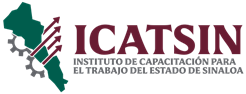 ICATSIN
INSTITUTO DE CAPACITACIÓN PARA
EL TRABAJO DEL ESTADO DE SINALOA